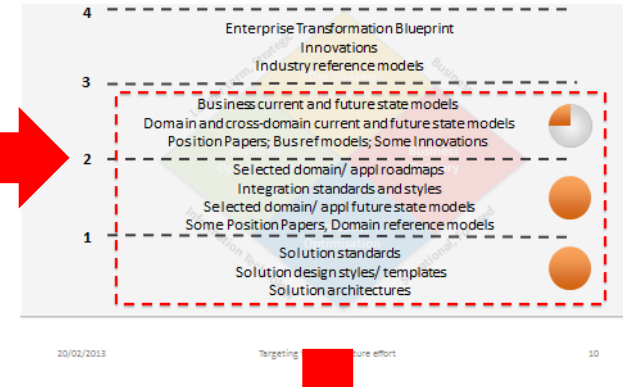 4
Enterprise Transformation Blueprint
Innovations
Industry reference models
3
Business current and future state models
Domain and cross-domain current and future state models
Position Papers; Bus ref models; Some Innovations
2
Selected domain/ appl roadmaps
Integration standards and styles
Selected domain/ appl future state models
Some Position Papers, Domain reference models
1
Optimisation
Solution standards
Solution design styles/ templates
Solution architectures
20/02/2013 Targeting effort 10